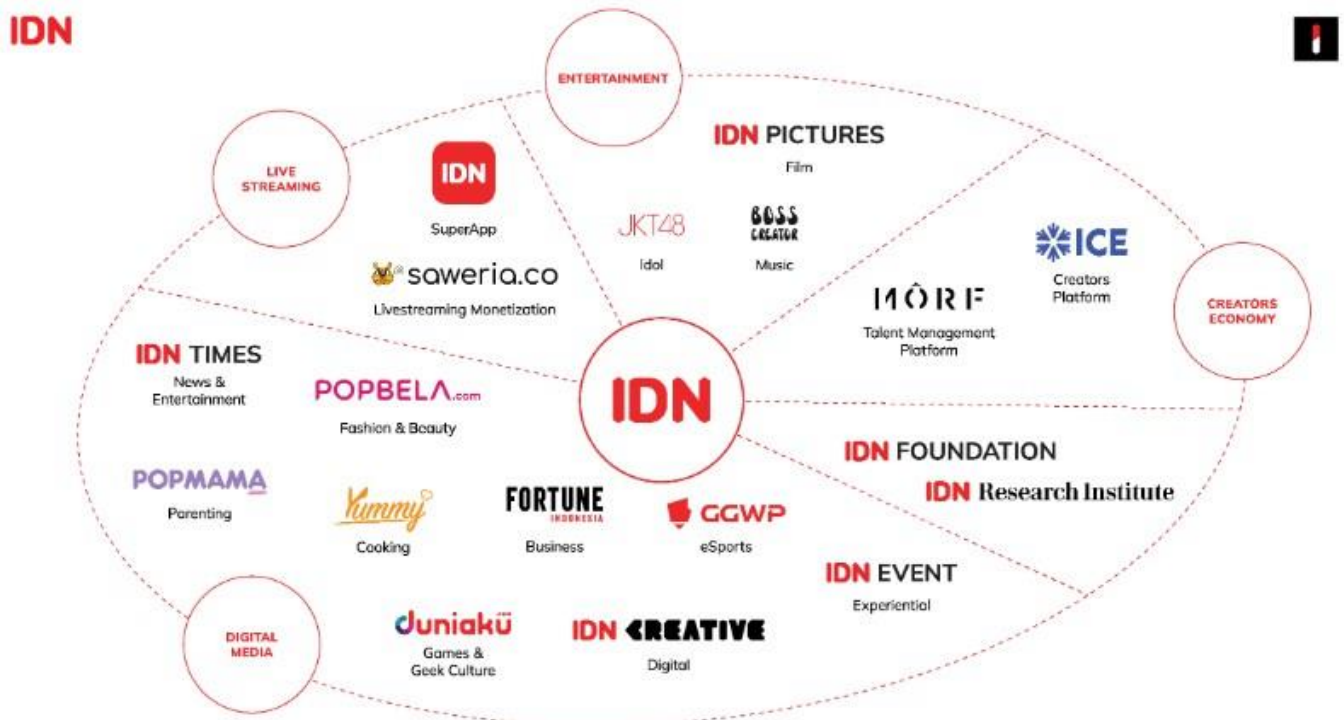 IDN
ENTERTAINMENT
LIVE
STREAMING
IDN
SuperApp
saweria.co
Livestreaming Monetization
IDN PICTURES
Film
JKT48
Idol
BOSS
CREATOR
Music
ICE
Creators
Platform
MÔRF
Talent Management
Platform
CREATORS
ECONOMY
IDN
IDN TIMES
News &
Entertainment
POPBELA.com
Fashion & Beauty
POPMAMA
Parenting
Yummy
Cooking
FORTUNE
INDONESIA
Business
GGWP
eSports
IDN FOUNDATION
IDN Research Institute
IDN EVENT
Experiential
DIGITAL
MEDIA
duniakü
Games &
Geek Culture
IDN CREATIVE
Digital